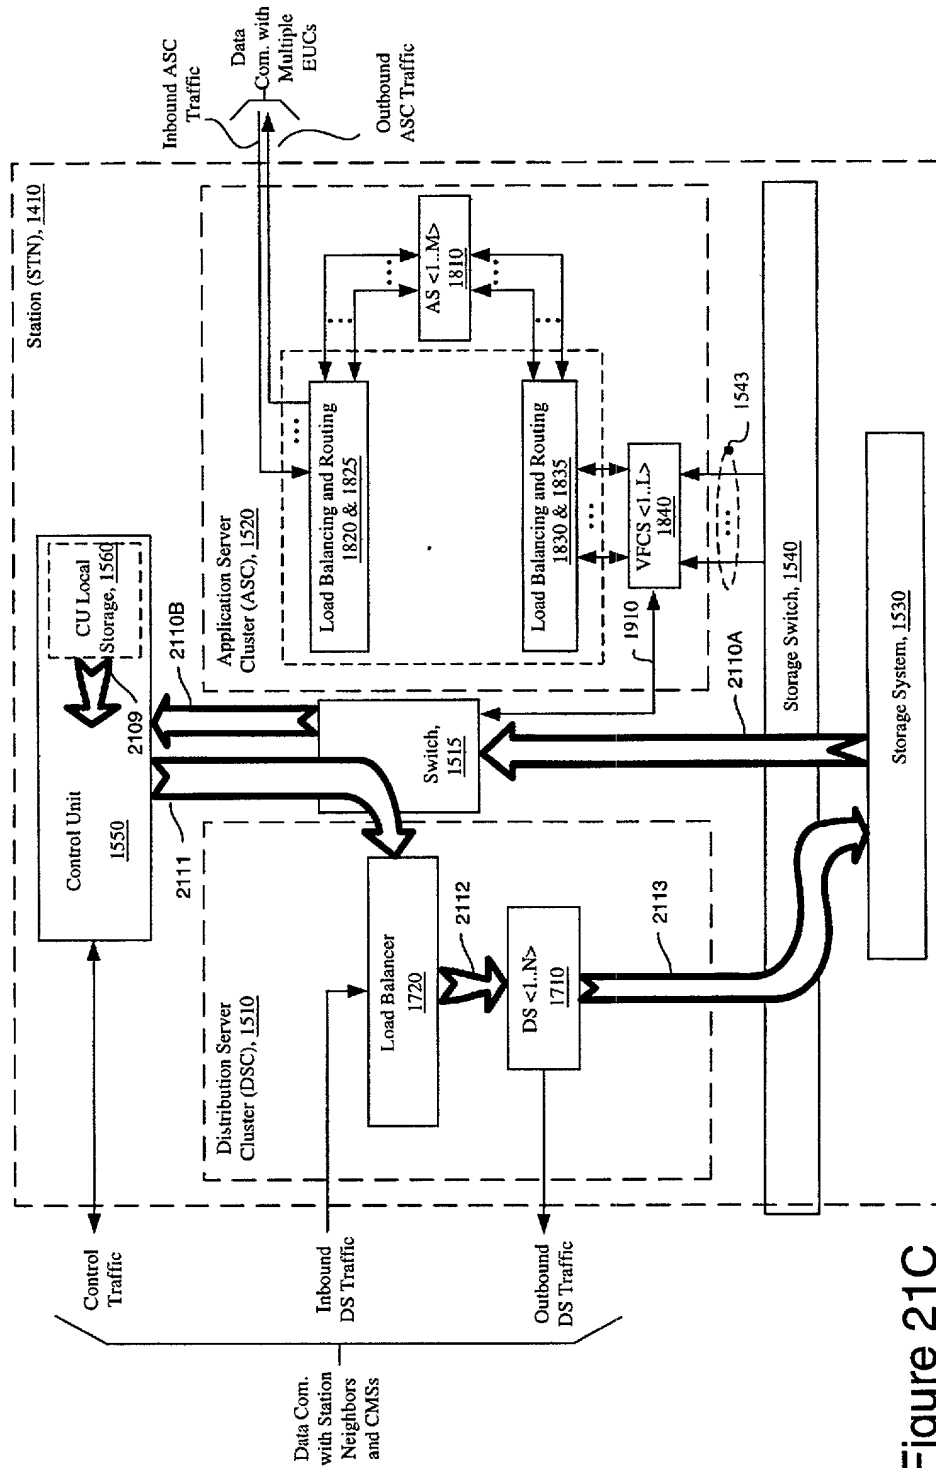 Station (STN), 1410
Control Unit
1550
CU Local
Storage, 1560
2109
2110B
2111
Control
Traffic
Data Com.
with Station
Neighbors
and CMSs
Inbound
DS Traffic
Outbound
DS Traffic
Distribution Server
Cluster (DSC), 1510
Load Balancer
1720
2112
DS <1..N>
1710
2113
Switch,
1515
1910
2110A
Application Server
Cluster (ASC), 1520
Load Balancing and Routing
1820 & 1825
Load Balancing and Routing
1830 & 1835
AS <1..M>
1810
VFCS <1..L>
1840
1543
Inbound ASC
Traffic
Data
Com. with
Multiple
EUCs
Outbound
ASC Traffic
Storage Switch, 1540
Storage System, 1530
Figure 21C